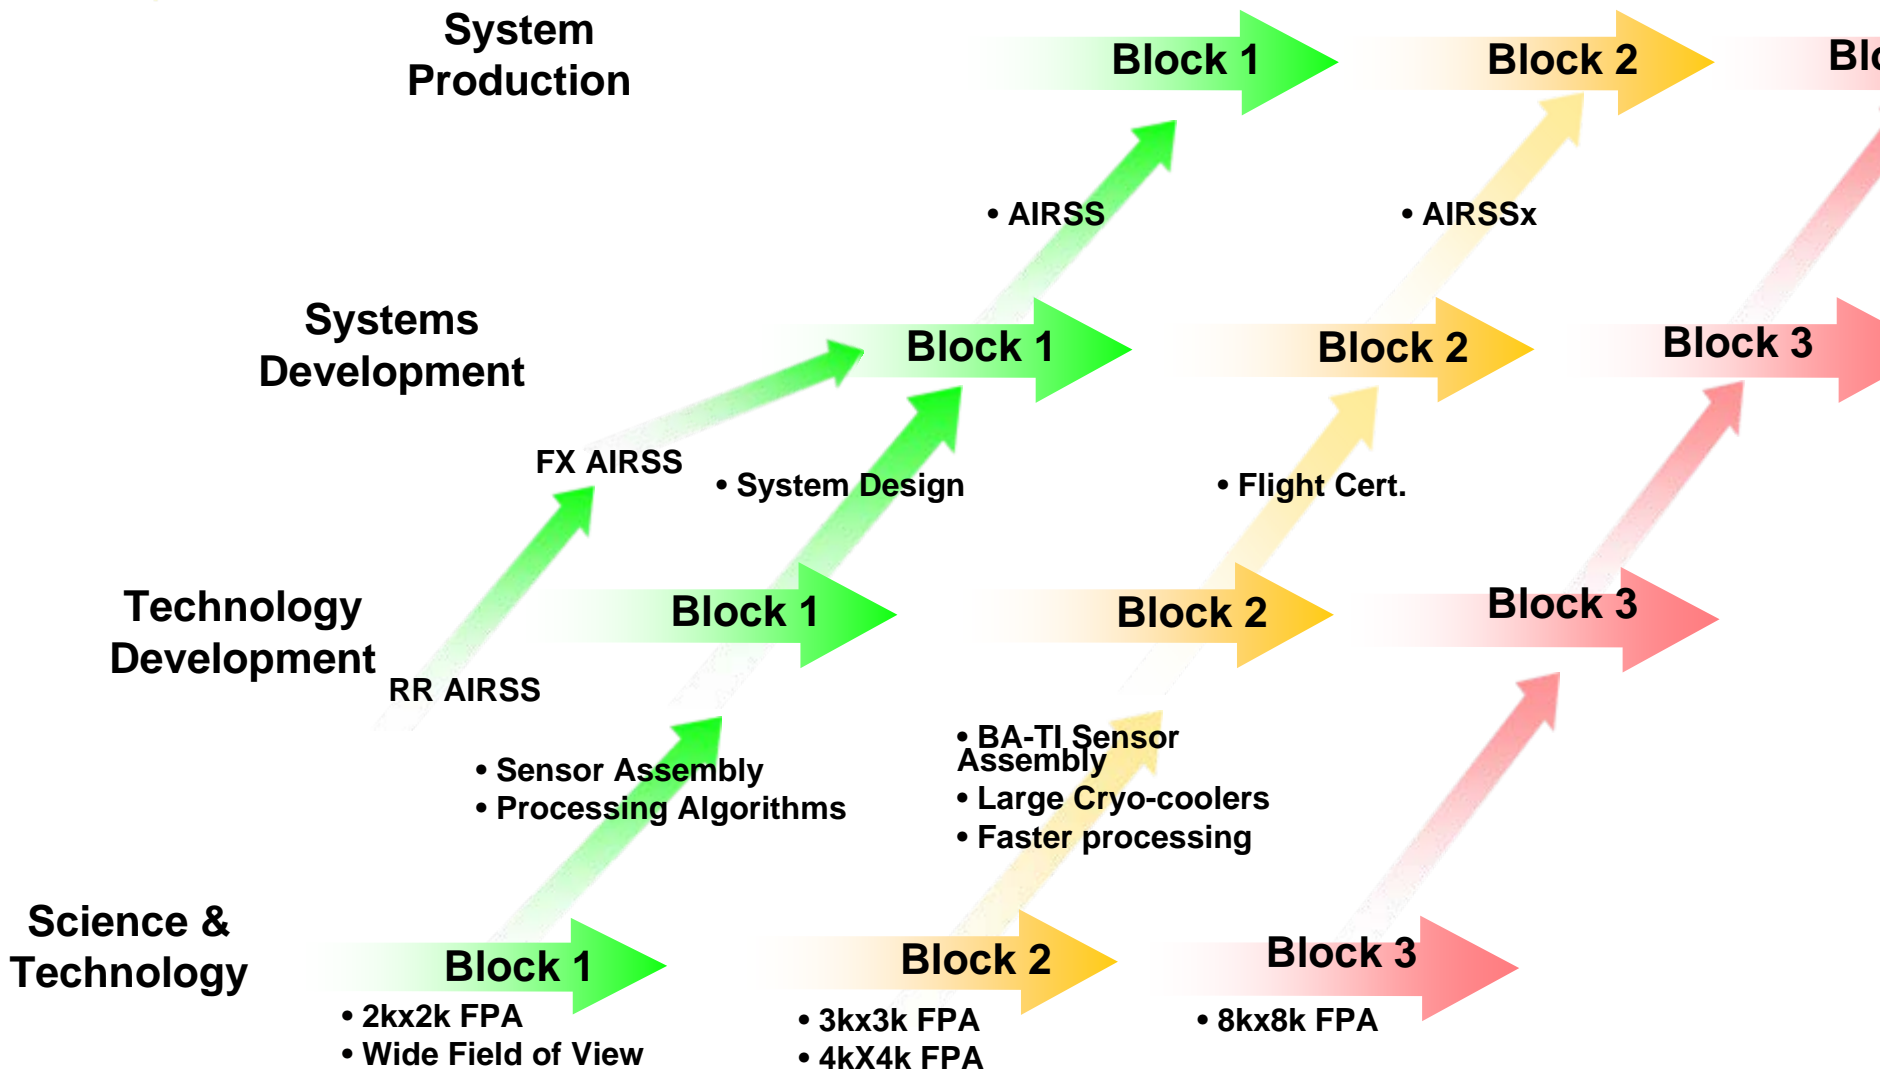 System
Production
Block 1
Block 2
• AIRSS
• AIRSSx
Systems
Development
Block 1
Block 2
Block 3
FX AIRSS
• System Design
• Flight Cert.
Technology
Development
Block 1
Block 2
Block 3
RR AIRSS
• Sensor Assembly
• Processing Algorithms
• BA-TI Sensor
Assembly
• Large Cryo-coolers
• Faster processing
Science &
Technology
Block 1
Block 2
Block 3
• 2kx2k FPA
• Wide Field of View
• 3kx3k FPA
• 4kX4k FPA
• 8kx8k FPA